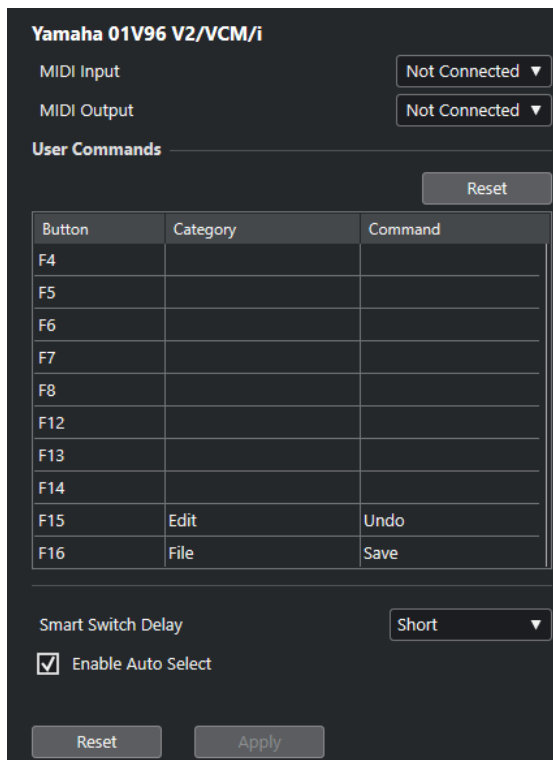 Yamaha 01V96 V2/VCM/i
MIDI Input Not Connected
MIDI Output Not Connected
User Commands
Reset
Button Category Command
F4
F5
F6
F7
F8
F12
F13
F14
F15 Edit Undo
F16 File Save
Smart Switch Delay Short
Enable Auto Select
Reset Apply